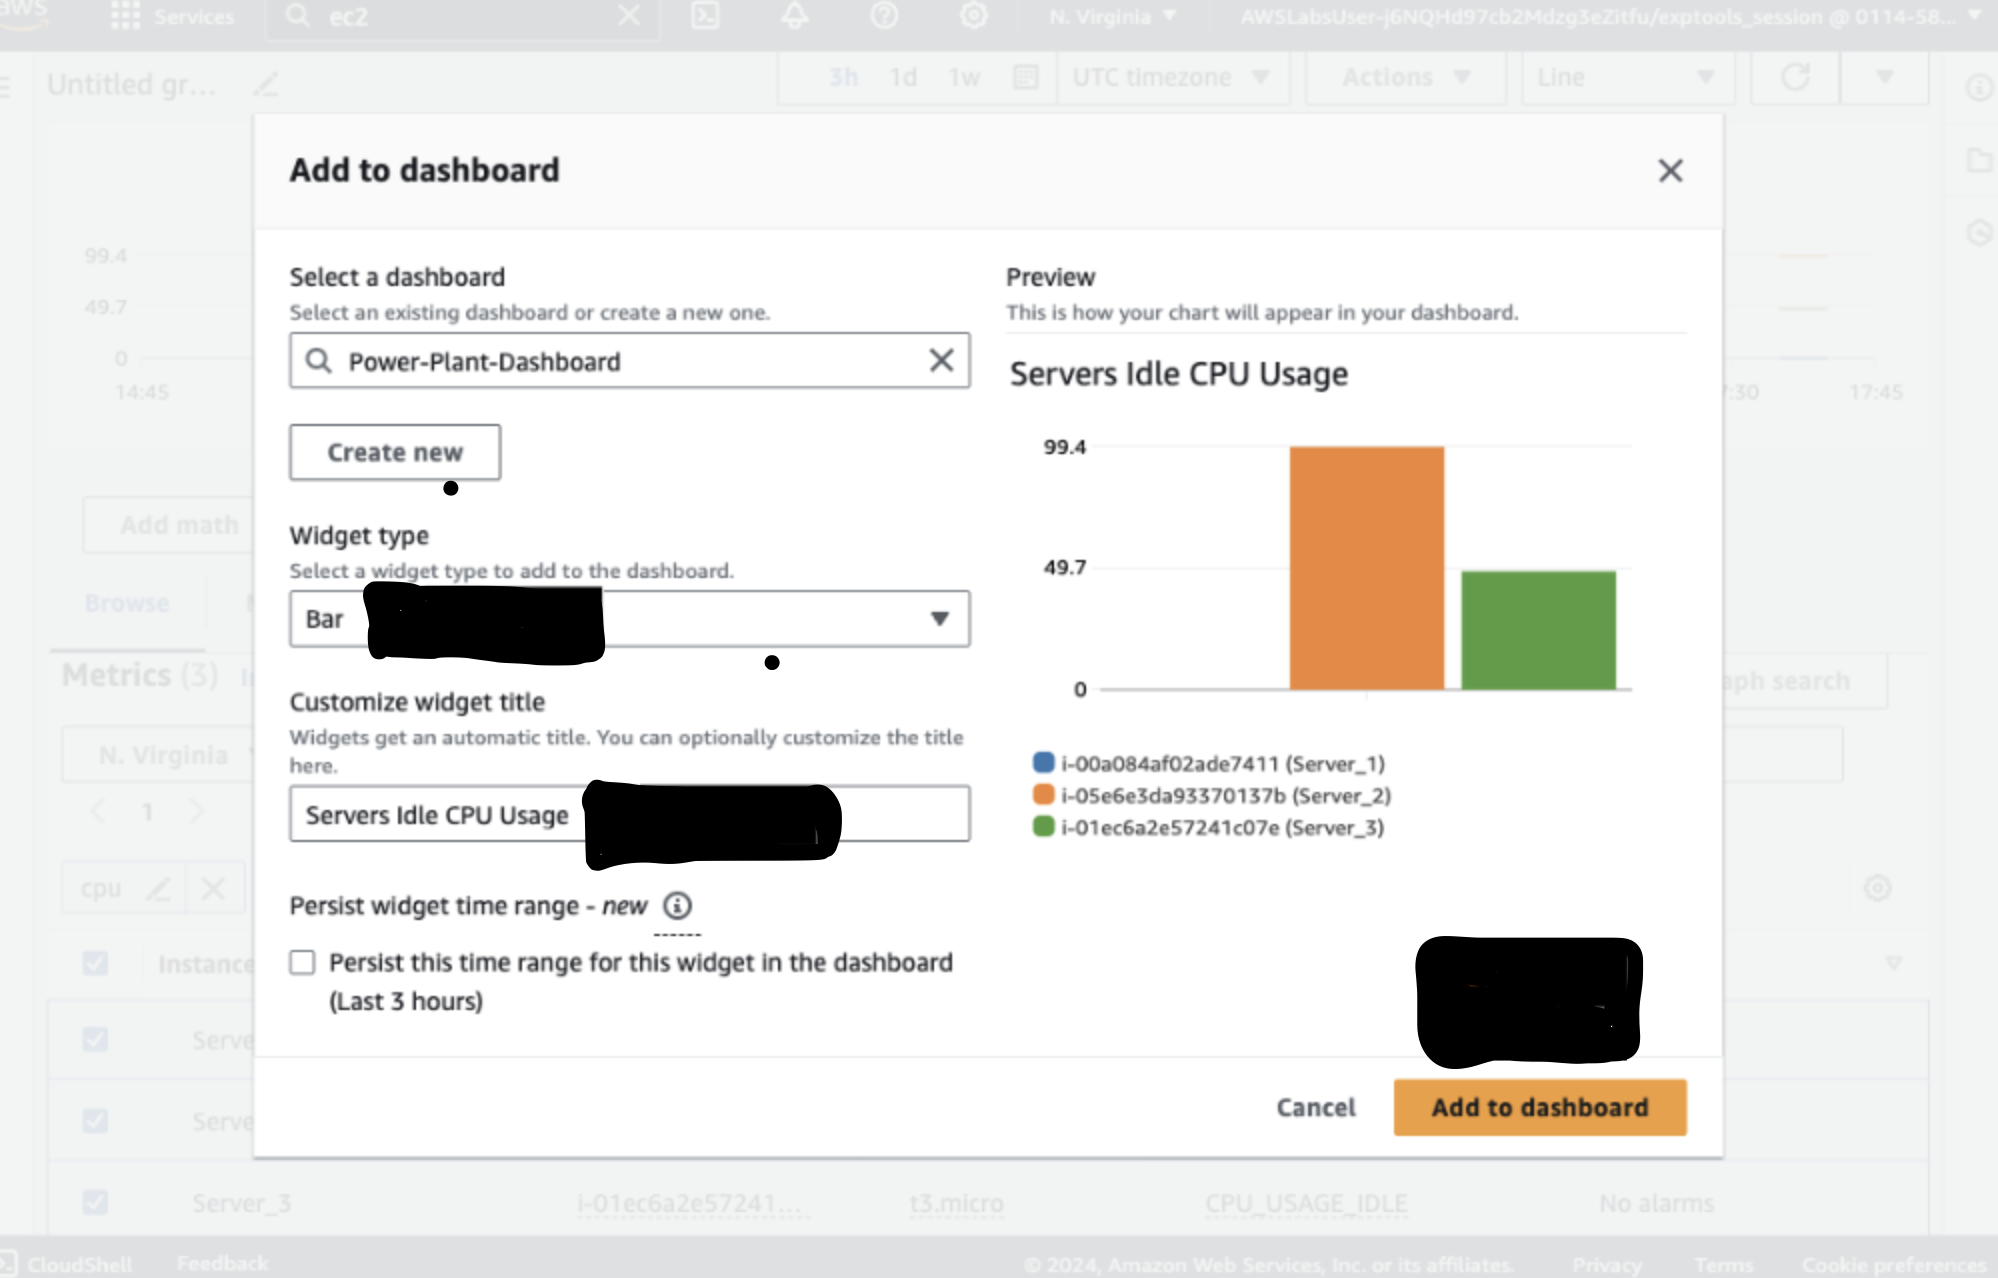 aws
Services
ec2
N. Virginia
AWSLabsUser-j6NQHd97cb2Mdzg3eZitfu/exptools_session @ 0114-58...
Untitled gr...
3h 1d 1w
UTC timezone
Actions
Line
Add to dashboard
Select a dashboard
Select an existing dashboard or create a new one.
Power-Plant-Dashboard
Create new
Widget type
Select a widget type to add to the dashboard.
Bar
Customize widget title
Widgets get an automatic title. You can optionally customize the title
here.
Servers Idle CPU Usage
Persist widget time range - new
Persist this time range for this widget in the dashboard
(Last 3 hours)
Preview
This is how your chart will appear in your dashboard.
Servers Idle CPU Usage
99.4
49.7
0
i-00a084af02ade7411 (Server_1)
i-05e6e3da93370137b (Server_2)
i-01ec6a2e57241c07e (Server_3)
Cancel
Add to dashboard
99.4
49.7
0
14:45
:30
17:45
Add math
Browse
Metrics (3)
aph search
N. Virginia
1
cpu
Instance
Serve
Serve
Server_3 i-01ec6a2e57241... t3.micro CPU_USAGE_IDLE No alarms
CloudShell Feedback
© 2024, Amazon Web Services, Inc. or its affiliates. Privacy Terms Cookie preferences